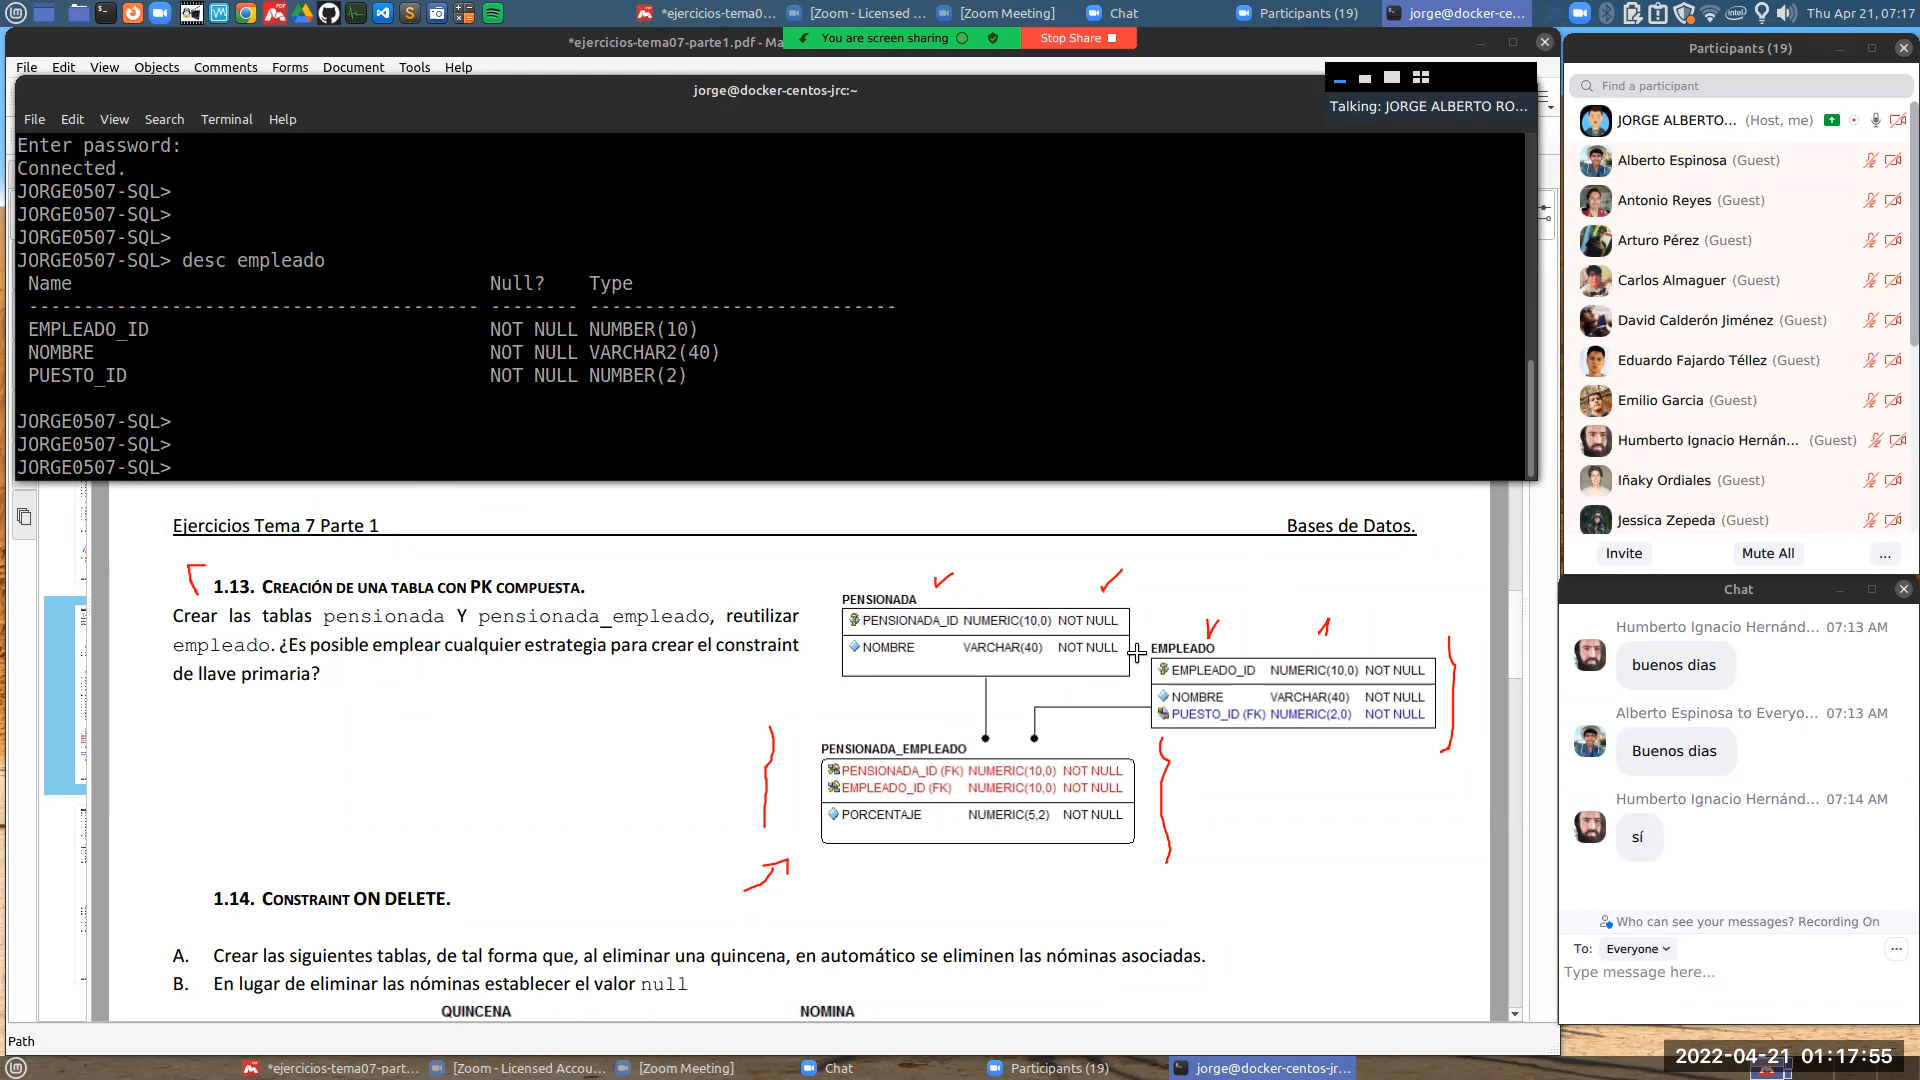 *ejercicios-tema0...
[Zoom - Licensed ...
[Zoom Meeting]
Chat
Participants (19)
jorge@docker-ce...
Thu Apr 21, 07:17
*ejercicios-tema07-parte1.pdf - Ma
You are screen sharing
Stop Share
File Edit View Objects Comments Forms Document Tools Help
jorge@docker-centos-jrc:~
Talking: JORGE ALBERTO RO...
File Edit View Search Terminal Help
Enter password:
Connected.
JORGE0507-SQL>
JORGE0507-SQL>
JORGE0507-SQL>
JORGE0507-SQL> desc empleado
Name Null? Type
----------------------------------------- -------- ----------------------------
EMPLEADO_ID NOT NULL NUMBER(10)
NOMBRE NOT NULL VARCHAR2(40)
PUESTO_ID NOT NULL NUMBER(2)
JORGE0507-SQL>
JORGE0507-SQL>
JORGE0507-SQL>
Ejercicios Tema 7 Parte 1 Bases de Datos.
1.13. CREACIÓN DE UNA TABLA CON PK COMPUESTA.
Crear las tablas pensionada Y pensionada_empleado, reutilizar
empleado. ¿Es posible emplear cualquier estrategia para crear el constraint
de llave primaria?
PENSIONADA
PENSIONADA_ID NUMERIC(10,0) NOT NULL
NOMBRE VARCHAR(40) NOT NULL
EMPLEADO
EMPLEADO_ID NUMERIC(10,0) NOT NULL
NOMBRE VARCHAR(40) NOT NULL
PUESTO_ID (FK) NUMERIC(2,0) NOT NULL
PENSIONADA_EMPLEADO
PENSIONADA_ID (FK) NUMERIC(10,0) NOT NULL
EMPLEADO_ID (FK) NUMERIC(10,0) NOT NULL
PORCENTAJE NUMERIC(5,2) NOT NULL
1.14. CONSTRAINT ON DELETE.
A. Crear las siguientes tablas, de tal forma que, al eliminar una quincena, en automático se eliminen las nóminas asociadas.
B. En lugar de eliminar las nóminas establecer el valor null
QUINCENA NOMINA
Path
Participants (19)
Find a participant
JORGE ALBERTO... (Host, me)
Alberto Espinosa (Guest)
Antonio Reyes (Guest)
Arturo Pérez (Guest)
Carlos Almaguer (Guest)
David Calderón Jiménez (Guest)
Eduardo Fajardo Téllez (Guest)
Emilio Garcia (Guest)
Humberto Ignacio Hernán... (Guest)
Iñaky Ordiales (Guest)
Jessica Zepeda (Guest)
Invite Mute All ...
Chat
Humberto Ignacio Hernánd... 07:13 AM
buenos dias
Alberto Espinosa to Everyo... 07:13 AM
Buenos dias
Humberto Ignacio Hernánd... 07:14 AM
sí
Who can see your messages? Recording On
To: Everyone
Type message here...
*ejercicios-tema07-part...
[Zoom - Licensed Accou...
[Zoom Meeting]
Chat
Participants (19)
jorge@docker-centos-jrc...
2022-04-21 01:17:55